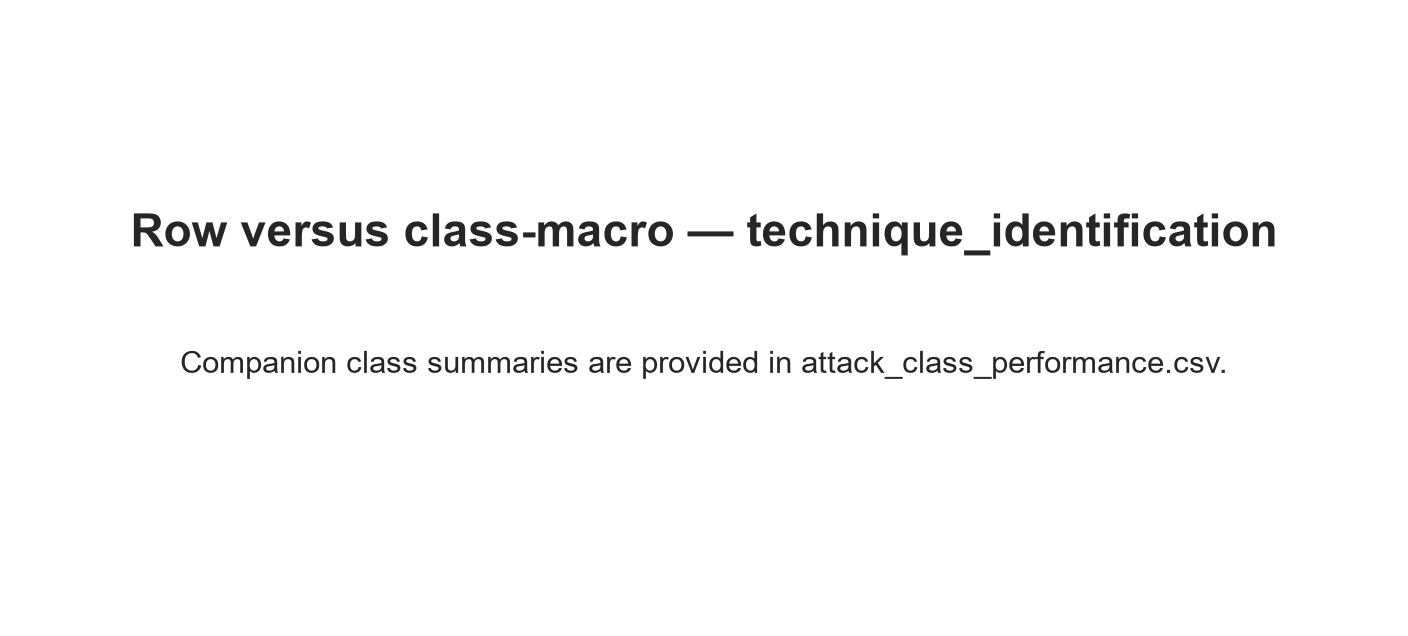 Row versus class-macro — technique_identification
Companion class summaries are provided in attack_class_performance.csv.